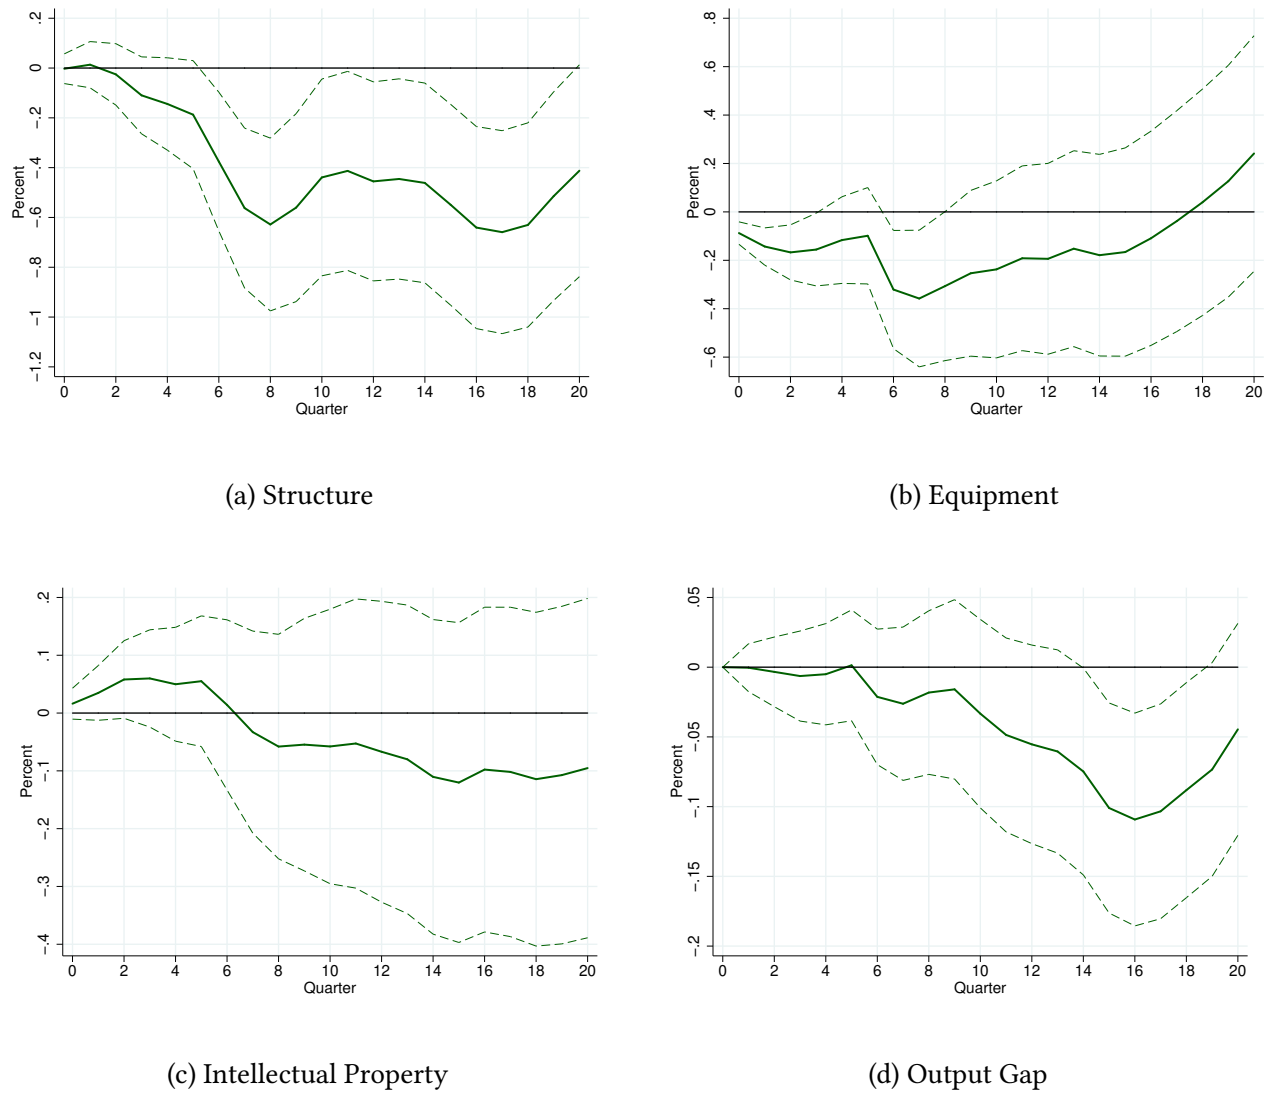 .2
0
−.2
−.4
−.6
−.8
−1
−1.2
Percent
0 2 4 6 8 10 12 14 16 18 20
Quarter
(a) Structure
.8
.6
.4
.2
0
−.2
−.4
−.6
Percent
0 2 4 6 8 10 12 14 16 18 20
Quarter
(b) Equipment
.2
.1
0
−.1
−.2
−.3
−.4
Percent
0 2 4 6 8 10 12 14 16 18 20
Quarter
(c) Intellectual Property
.05
0
−.05
−.1
−.15
−.2
Percent
0 2 4 6 8 10 12 14 16 18 20
Quarter
(d) Output Gap